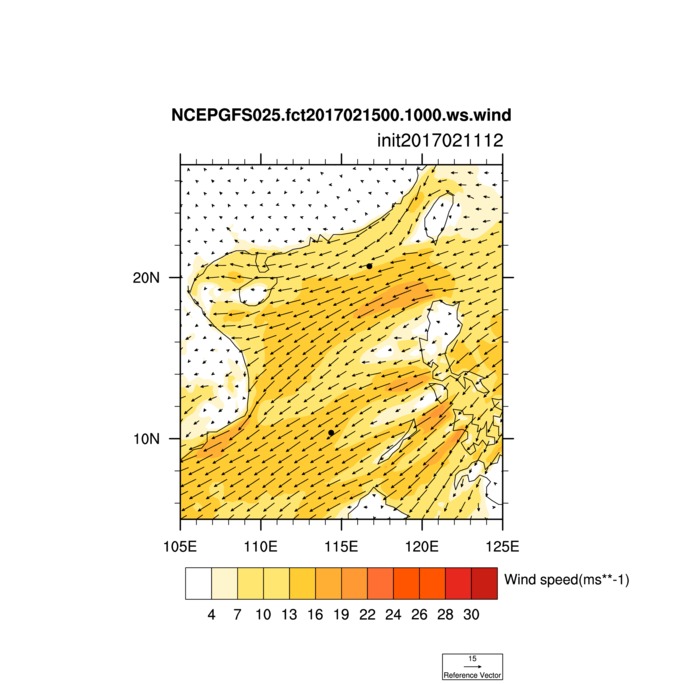 NCEPGFS025.fct2017021500.1000.ws.wind
init2017021112
20N
10N
105E 110E 115E 120E 125E
Wind speed(ms**-1)
4 7 10 13 16 19 22 24 26 28 30
15
Reference Vector